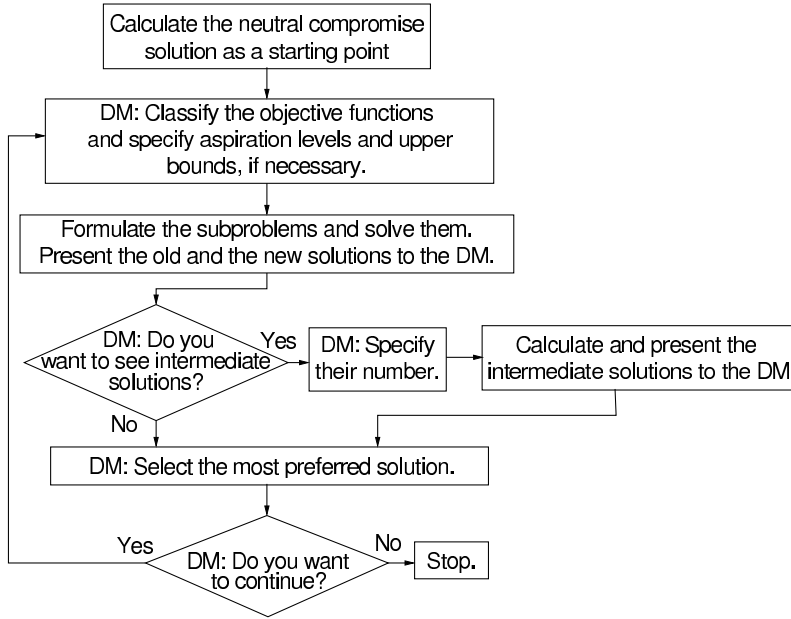 Calculate the neutral compromise
solution as a starting point
DM: Classify the objective functions
and specify aspiration levels and upper
bounds, if necessary.
Formulate the subproblems and solve them.
Present the old and the new solutions to the DM.
DM: Do you
want to see intermediate
solutions?
Yes
DM: Specify
their number.
Calculate and present the
intermediate solutions to the DM
No
DM: Select the most preferred solution.
Yes
DM: Do you want
to continue?
No
Stop.